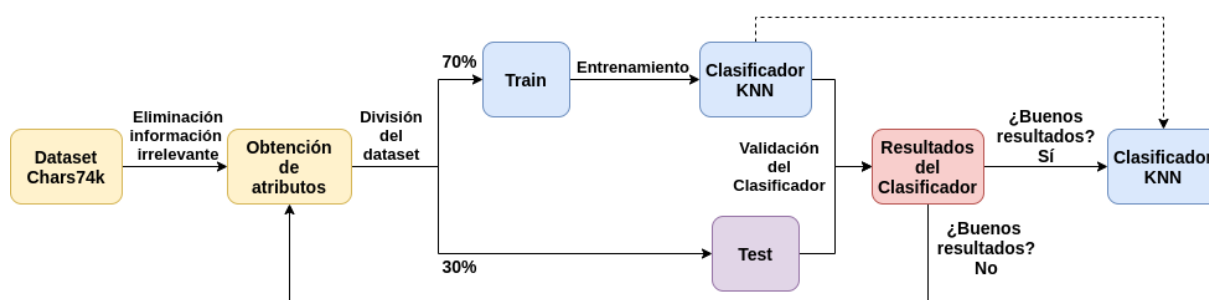 Dataset
Chars74k
Eliminación
información
irrelevante
Obtención
de
atributos
División
del
dataset
70%
Train
Entrenamiento
Clasificador
KNN
30%
Test
Validación
del
Clasificador
Resultados
del
Clasificador
¿Buenos
resultados?
Sí
Clasificador
KNN
¿Buenos
resultados?
No